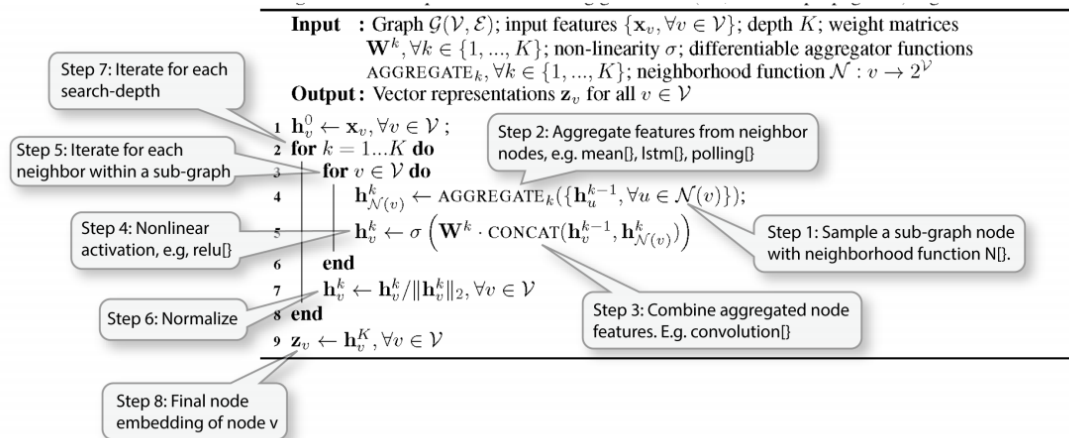 Input : Graph 𝒢(𝒱, ℰ); input features {x_v, ∀v ∈ 𝒱}; depth K; weight matrices
W^k, ∀k ∈ {1, ..., K}; non-linearity σ; differentiable aggregator functions
AGGREGATE_k, ∀k ∈ {1, ..., K}; neighborhood function 𝒩 : v → 2^𝒱
Output : Vector representations z_v for all v ∈ 𝒱
Step 7: Iterate for each
search-depth
1 h_v^0 ← x_v, ∀v ∈ 𝒱 ;
2 for k = 1...K do
Step 2: Aggregate features from neighbor
nodes, e.g. mean[], lstm[], polling[]
Step 5: Iterate for each
neighbor within a sub-graph
3 for v ∈ 𝒱 do
4 h_{𝒩(v)}^k ← AGGREGATE_k({h_u^{k-1}, ∀u ∈ 𝒩(v)});
Step 4: Nonlinear
activation, e.g, relu[]
5 h_v^k ← σ (W^k · CONCAT(h_v^{k-1}, h_{𝒩(v)}^k))
Step 1: Sample a sub-graph node
with neighborhood function N[].
6 end
7 h_v^k ← h_v^k/‖h_v^k‖_2, ∀v ∈ 𝒱
Step 6: Normalize
Step 3: Combine aggregated node
features. E.g. convolution[]
8 end
9 z_v ← h_v^K, ∀v ∈ 𝒱
Step 8: Final node
embedding of node v